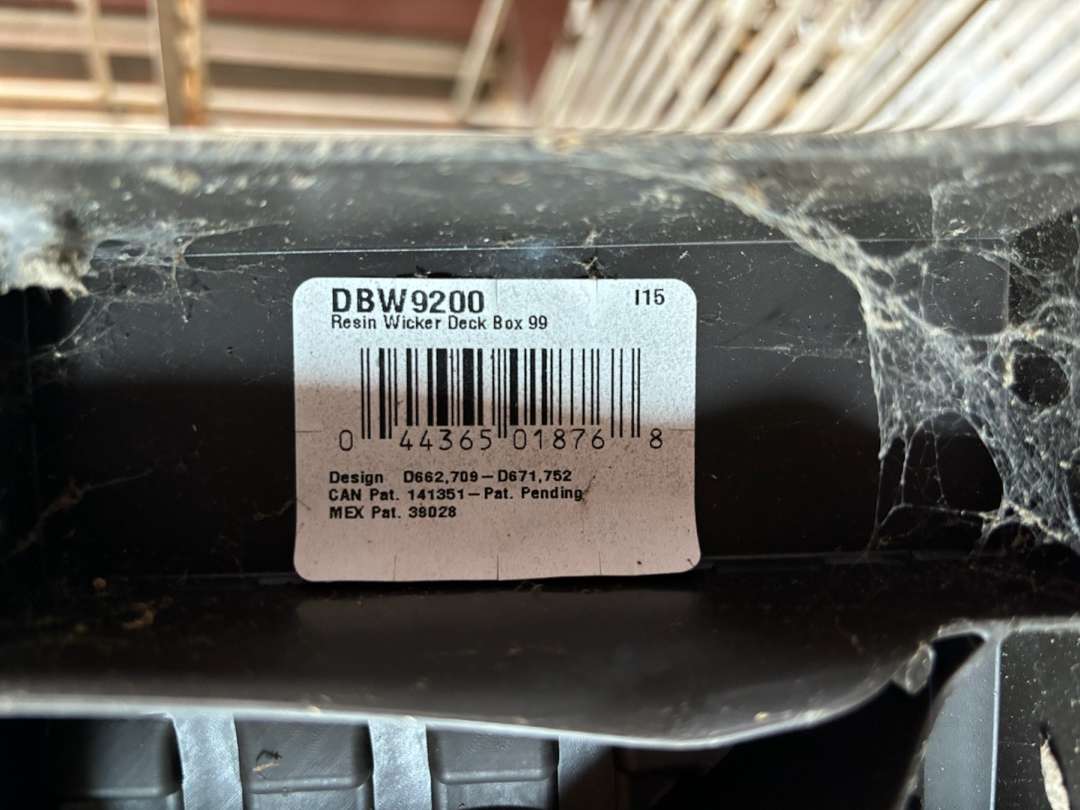 DBW9200 I15
Resin Wicker Deck Box 99
0 44365 01876 8
Design D662,709-D671,752
CAN Pat. 141351-Pat. Pending
MEX Pat. 39028